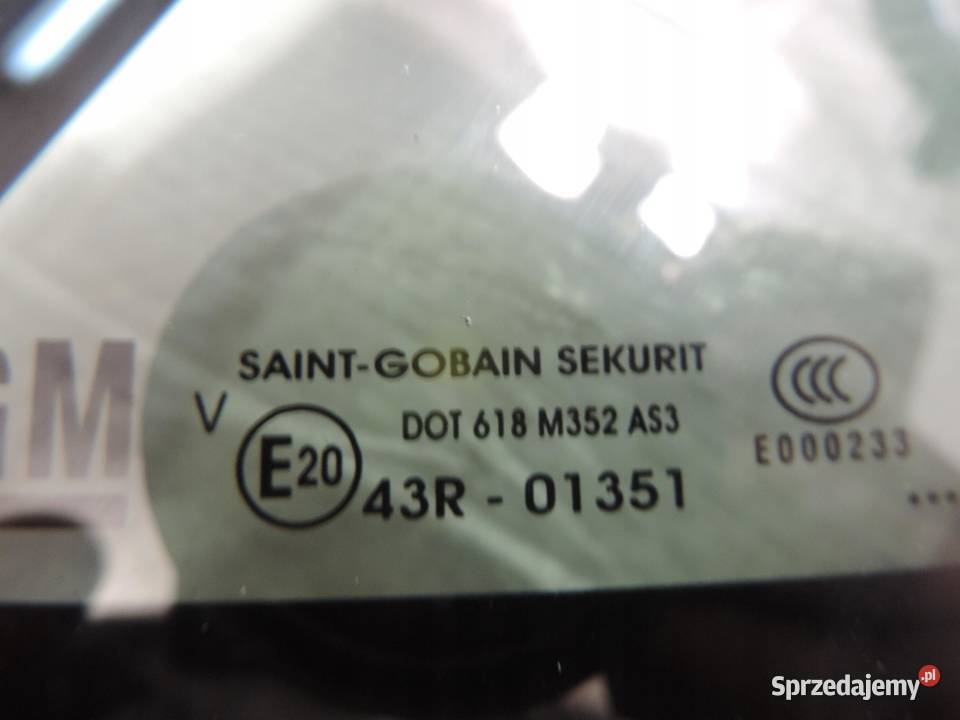 GM
SAINT-GOBAIN SEKURIT
V
DOT 618 M352 AS3
E20
43R - 01351
CCC
E000233
...
Sprzedajemy.pl